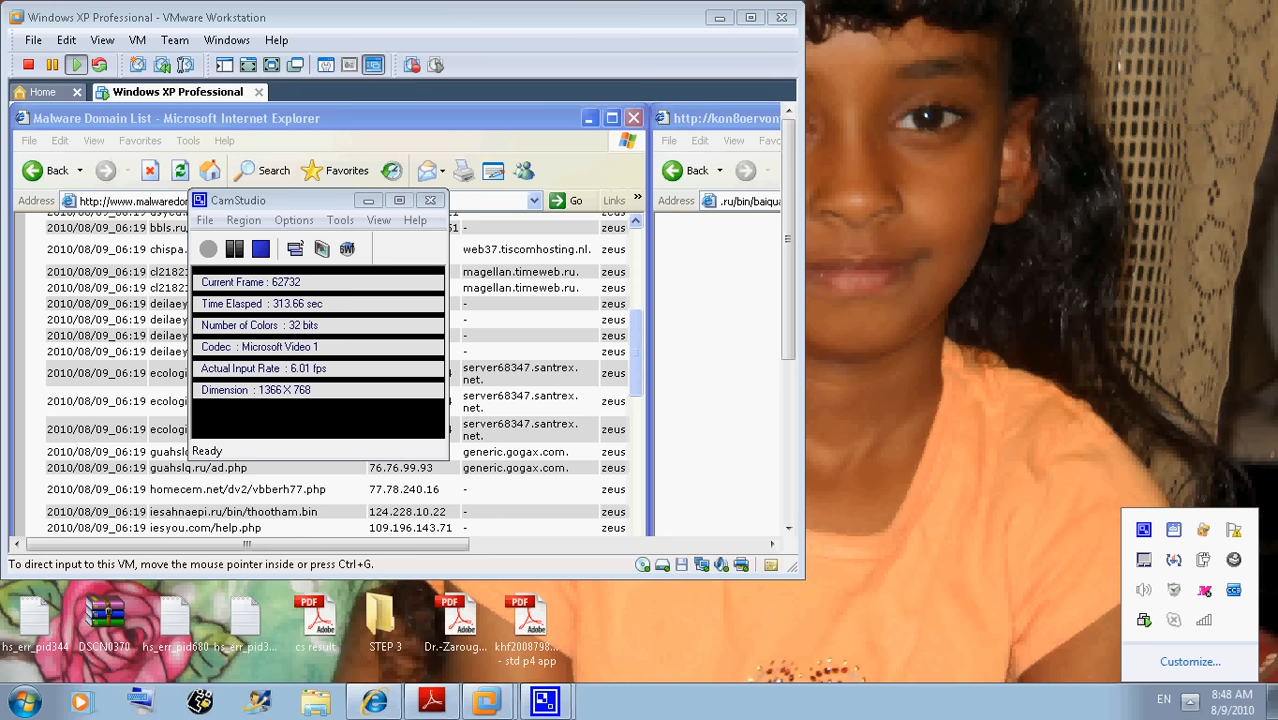 Windows XP Professional - VMware Workstation
File Edit View VM Team Windows Help
Home Windows XP Professional
Malware Domain List - Microsoft Internet Explorer
File Edit View Favorites Tools Help
Back Search Favorites
Address http://www.malwaredo Go Links »
http://kon8oervon
File Edit View Favo
Back
Address .ru/bin/baiqua
CamStudio
File Region Options Tools View Help
Current Frame : 62732
Time Elasped : 313.66 sec
Number of Colors : 32 bits
Codec : Microsoft Video 1
Actual Input Rate : 6.01 fps
Dimension : 1366 X 768
Ready
2010/08/09_06:19 bbls.ru 51 - zeus
2010/08/09_06:19 chispa. web37.tiscomhosting.nl. zeus
2010/08/09_06:19 cl2182 magellan.timeweb.ru. zeus
2010/08/09_06:19 cl2182 magellan.timeweb.ru. zeus
2010/08/09_06:19 deilaey - zeus
2010/08/09_06:19 deilaey - zeus
2010/08/09_06:19 deilaey - zeus
2010/08/09_06:19 deilaey - zeus
2010/08/09_06:19 ecologi 4 server68347.santrex.
net. zeus
2010/08/09_06:19 ecologi 4 server68347.santrex.
net. zeus
2010/08/09_06:19 ecologi 4 server68347.santrex.
net. zeus
2010/08/09_06:19 guahslq generic.gogax.com. zeus
2010/08/09_06:19 guahslq.ru/ad.php 76.76.99.93 generic.gogax.com. zeus
2010/08/09_06:19 homecem.net/dv2/vbberh77.php 77.78.240.16 - zeus
2010/08/09_06:19 iesahnaepi.ru/bin/thootham.bin 124.228.10.22 - zeus
2010/08/09_06:19 iesyou.com/help.php 109.196.143.71 - zeus
To direct input to this VM, move the mouse pointer inside or press Ctrl+G.
hs_err_pid344 DSCN0370 hs_err_pid680 hs_err_pid3... cs result STEP 3 Dr.-Zaroug... khf2008798...
- std p4 app
Customize...
EN 8:48 AM
8/9/2010